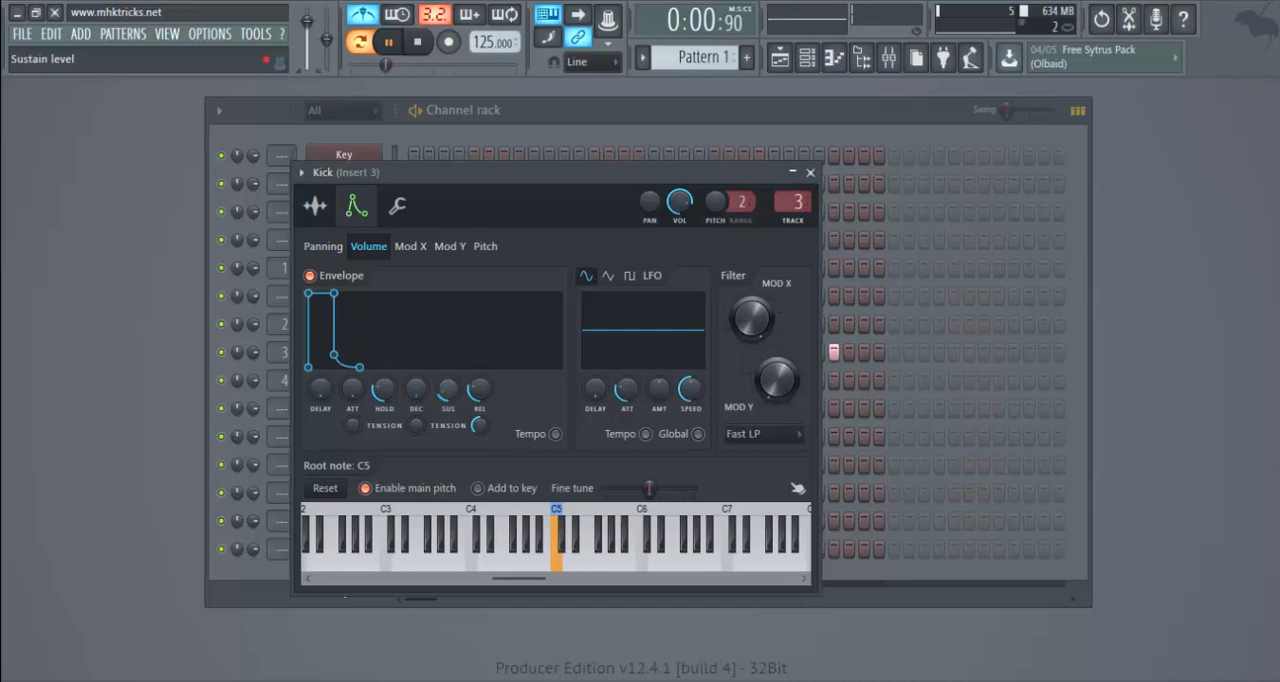 www.mhktricks.net
FILE EDIT ADD PATTERNS VIEW OPTIONS TOOLS ?
Sustain level
3.2
125.000
Line
0:00:90
M:S:CS
Pattern 1
5
634 MB
2
04/05 Free Sytrus Pack
(Olbaid)
All
Channel rack
Swing
Key
1
2
3
4
Kick (Insert 3)
PAN VOL PITCH RANGE 2 3 TRACK
Panning Volume Mod X Mod Y Pitch
Envelope
LFO
Filter
MOD X
MOD Y
DELAY ATT HOLD DEC SUS REL
TENSION TENSION
Tempo
DELAY ATT AMT SPEED
Tempo Global
Fast LP
Root note: C5
Reset Enable main pitch Add to key Fine tune
2 C3 C4 C5 C6 C7
Producer Edition v12.4.1 [build 4] - 32Bit